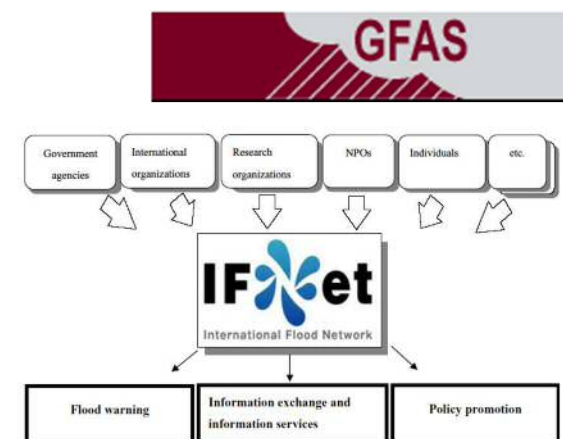 GFAS
Government
agencies
International
organizations
Research
organizations
NPOs
Individuals
etc.
IFNet
International Flood Network
Flood warning
Information exchange and
information services
Policy promotion